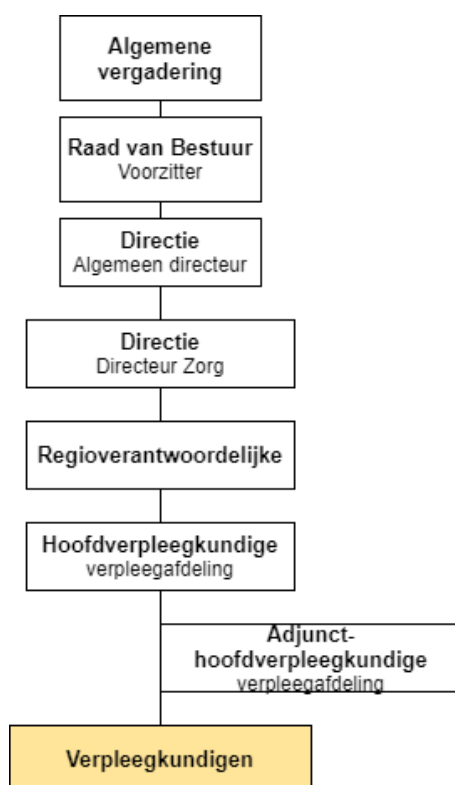 Algemene
vergadering
Raad van Bestuur
Voorzitter
Directie
Algemeen directeur
Directie
Directeur Zorg
Regioverantwoordelijke
Hoofdverpleegkundige
verpleegafdeling
Adjunct-
hoofdverpleegkundige
verpleegafdeling
Verpleegkundigen